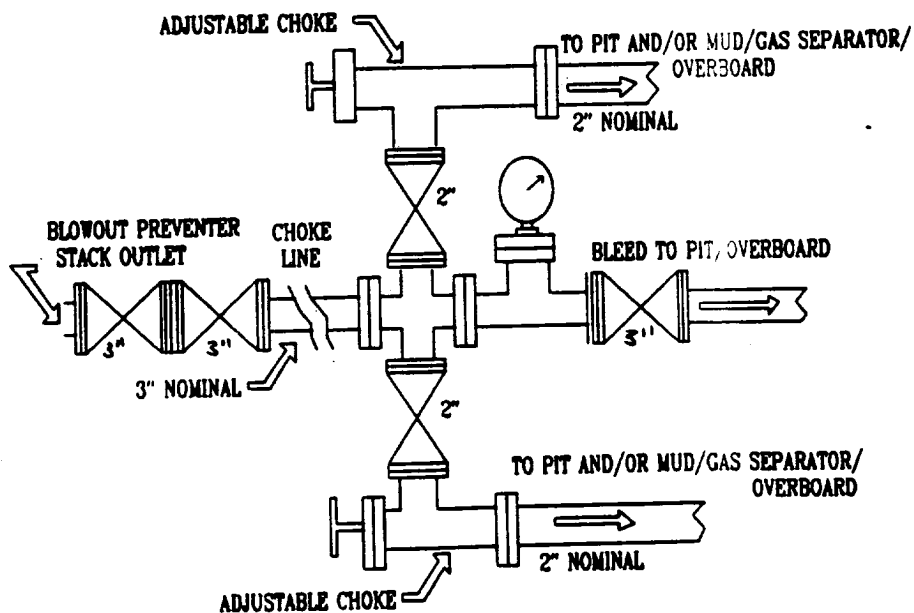 ADJUSTABLE CHOKE
TO PIT AND/OR MUD/GAS SEPARATOR/
OVERBOARD
2" NOMINAL
2"
BLOWOUT PREVENTER
STACK OUTLET
CHOKE
LINE
BLEED TO PIT, OVERBOARD
3"
3"
3"
3" NOMINAL
2"
TO PIT AND/OR MUD/GAS SEPARATOR/
OVERBOARD
2" NOMINAL
ADJUSTABLE CHOKE